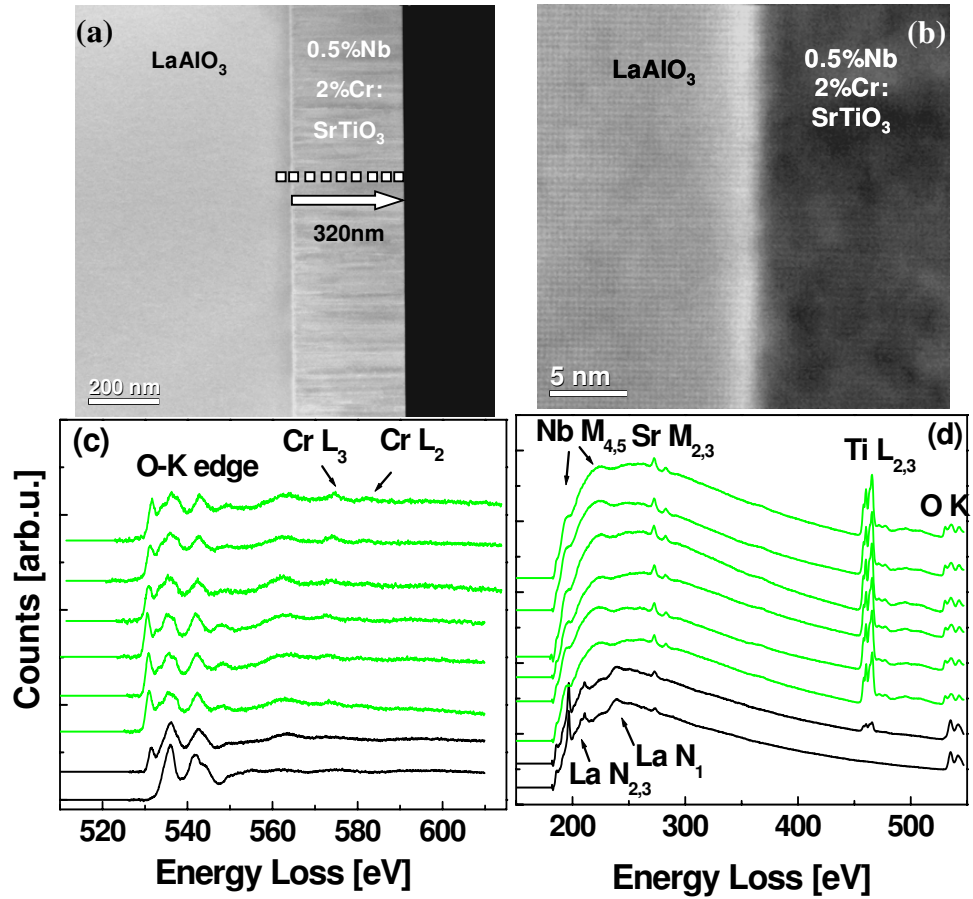 (a)
LaAlO₃
0.5%Nb
2%Cr:
SrTiO₃
320nm
200 nm
(b)
LaAlO₃
0.5%Nb
2%Cr:
SrTiO₃
5 nm
(c)
O-K edge
Cr L₃
Cr L₂
Counts [arb.u.]
520 540 560 580 600
Energy Loss [eV]
(d)
Nb M₄,₅ Sr M₂,₃
Ti L₂,₃
O K
La N₂,₃
La N₁
200 300 400 500
Energy Loss [eV]